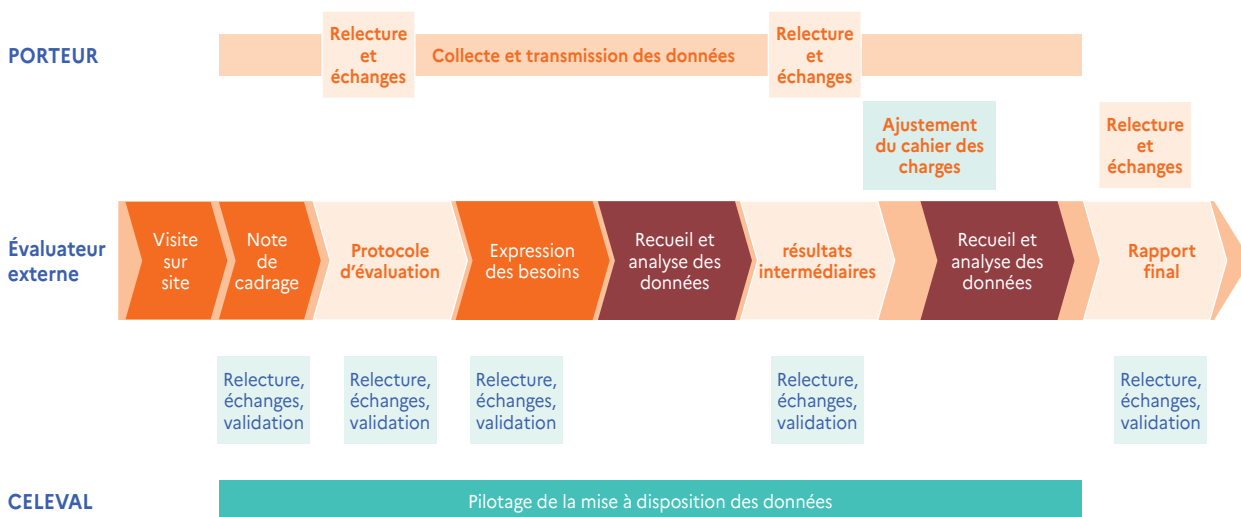 PORTEUR
Relecture
et
échanges
Collecte et transmission des données
Relecture
et
échanges
Ajustement
du cahier des
charges
Relecture
et
échanges
Évaluateur
externe
Visite
sur
site
Note
de
cadrage
Protocole
d'évaluation
Expression
des besoins
Recueil et
analyse des
données
résultats
intermédiaires
Recueil et
analyse des
données
Rapport
final
Relecture,
échanges,
validation
Relecture,
échanges,
validation
Relecture,
échanges,
validation
Relecture,
échanges,
validation
Relecture,
échanges,
validation
CELEVAL
Pilotage de la mise à disposition des données